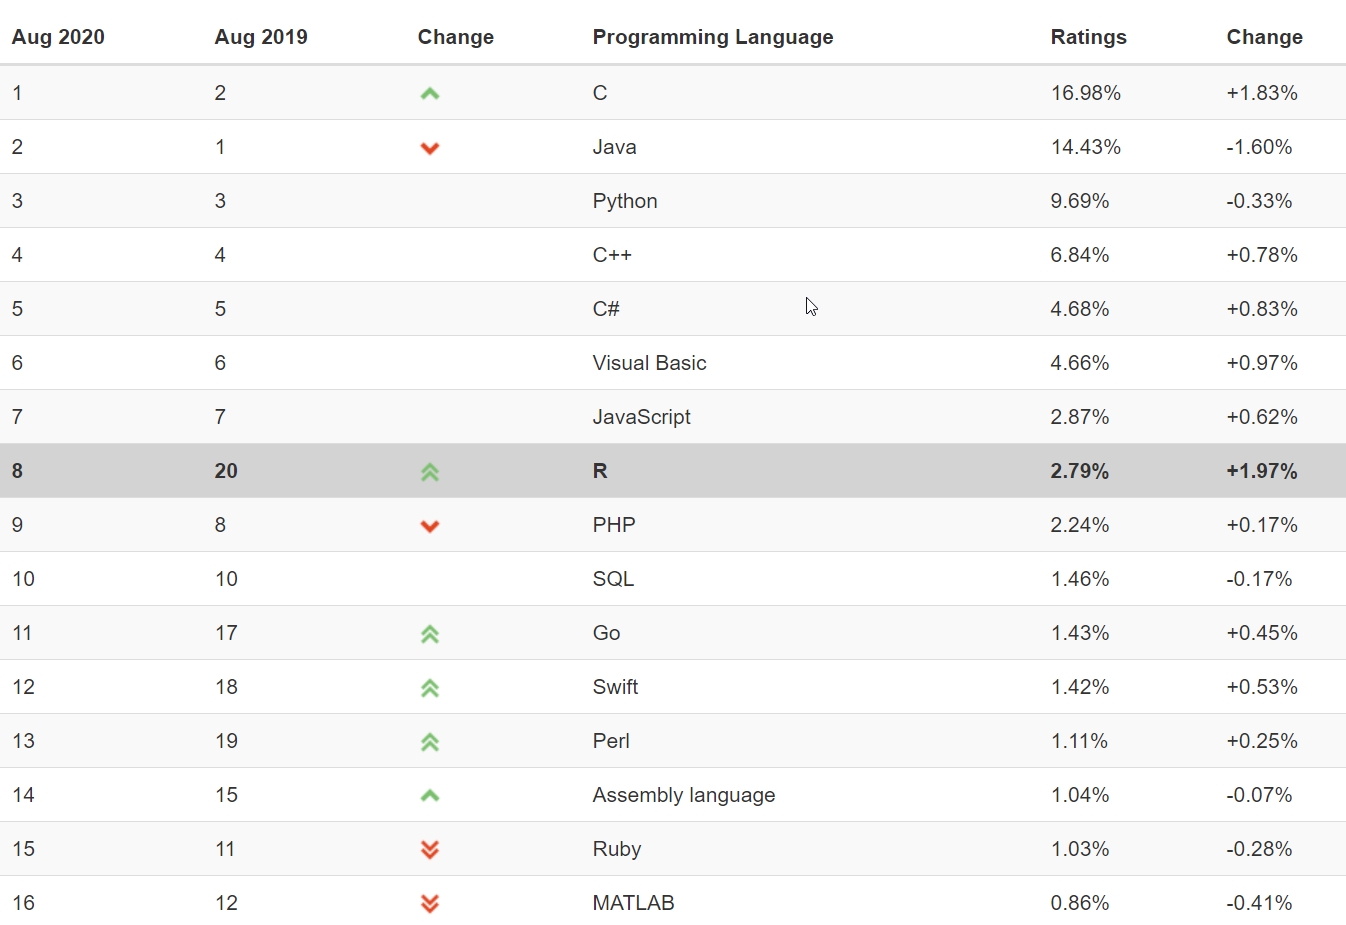 Aug 2020 Aug 2019 Change Programming Language Ratings Change
1 2 C 16.98% +1.83%
2 1 Java 14.43% -1.60%
3 3 Python 9.69% -0.33%
4 4 C++ 6.84% +0.78%
5 5 C# 4.68% +0.83%
6 6 Visual Basic 4.66% +0.97%
7 7 JavaScript 2.87% +0.62%
8 20 R 2.79% +1.97%
9 8 PHP 2.24% +0.17%
10 10 SQL 1.46% -0.17%
11 17 Go 1.43% +0.45%
12 18 Swift 1.42% +0.53%
13 19 Perl 1.11% +0.25%
14 15 Assembly language 1.04% -0.07%
15 11 Ruby 1.03% -0.28%
16 12 MATLAB 0.86% -0.41%